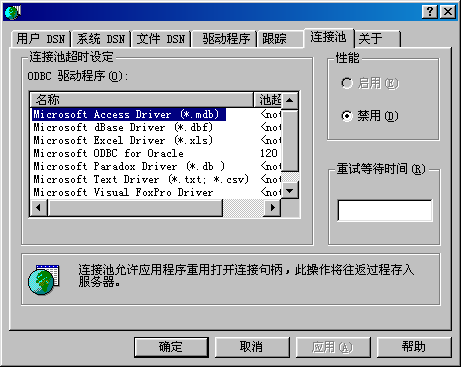 用户 DSN 系统 DSN 文件 DSN 驱动程序 跟踪 连接池 关于
连接池超时设定
ODBC 驱动程序(O):
名称 池超
Microsoft Access Driver (*.mdb) <not
Microsoft dBase Driver (*.dbf) <not
Microsoft Excel Driver (*.xls) <not
Microsoft ODBC for Oracle 120
Microsoft Paradox Driver (*.db ) <not
Microsoft Text Driver (*.txt; *.csv) <not
Microsoft Visual FoxPro Driver <not
性能
启用(E)
禁用(D)
重试等待时间(R)
连接池允许应用程序重用打开连接句柄，此操作将往返过程存入
服务器。
确定 取消 应用(A) 帮助